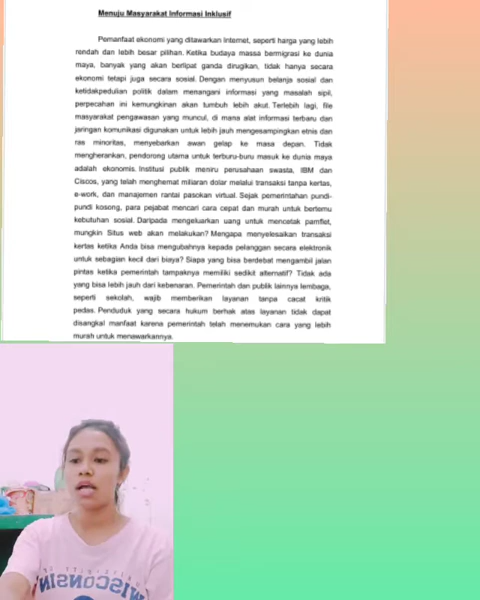 Menuju Masyarakat Informasi Inklusif
Pemanfaat ekonomi yang ditawarkan Internet, seperti harga yang lebih
rendah dan lebih besar pilihan. Ketika budaya massa bermigrasi ke dunia
maya, banyak yang akan berlipat ganda dirugikan, tidak hanya secara
ekonomi tetapi juga secara sosial. Dengan menyusun belanja sosial dan
ketidakpedulian politik dalam menangani informasi yang masalah sipil,
perpecahan ini kemungkinan akan tumbuh lebih akut. Terlebih lagi, file
masyarakat pengawasan yang muncul, di mana alat informasi terbaru dan
jaringan komunikasi digunakan untuk lebih jauh mengesampingkan etnis dan
ras minoritas, menyebarkan awan gelap ke masa depan. Tidak
mengherankan, pendorong utama untuk terburu-buru masuk ke dunia maya
adalah ekonomis. Institusi publik meniru perusahaan swasta, IBM dan
Ciscos, yang telah menghemat miliaran dolar melalui transaksi tanpa kertas,
e-work, dan manajemen rantai pasokan virtual. Sejak pemerintahan pundi-
pundi kosong, para pejabat mencari cara cepat dan murah untuk bertemu
kebutuhan sosial. Daripada mengeluarkan uang untuk mencetak pamflet,
mungkin Situs web akan melakukan? Mengapa menyelesaikan transaksi
kertas ketika Anda bisa mengubahnya kepada pelanggan secara elektronik
untuk sebagian kecil dari biaya? Siapa yang bisa berdebat mengambil jalan
pintas ketika pemerintah tampaknya memiliki sedikit alternatif? Tidak ada
yang bisa lebih jauh dari kebenaran. Pemerintah dan publik lainnya lembaga,
seperti sekolah, wajib memberikan layanan tanpa cacat kritik
pedas. Penduduk yang secara hukum berhak atas layanan tidak dapat
disangkal manfaat karena pemerintah telah menemukan cara yang lebih
murah untuk menawarkannya.
WISCONSIN